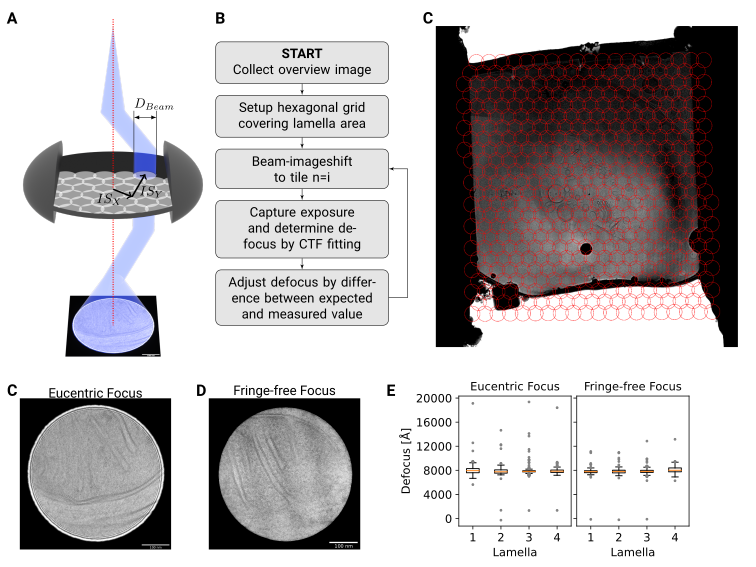 A
D_Beam
IS_X
IS_Y
B
START
Collect overview image
Setup hexagonal grid
covering lamella area
Beam-imageshift
to tile n=i
Capture exposure
and determine de-
focus by CTF fitting
Adjust defocus by differ-
ence between expected
and measured value
C
C
Eucentric Focus
100 nm
D
Fringe-free Focus
100 nm
E
Eucentric Focus
Fringe-free Focus
Defocus [Å]
20000
16000
12000
8000
4000
0
1 2 3 4
1 2 3 4
Lamella
Lamella